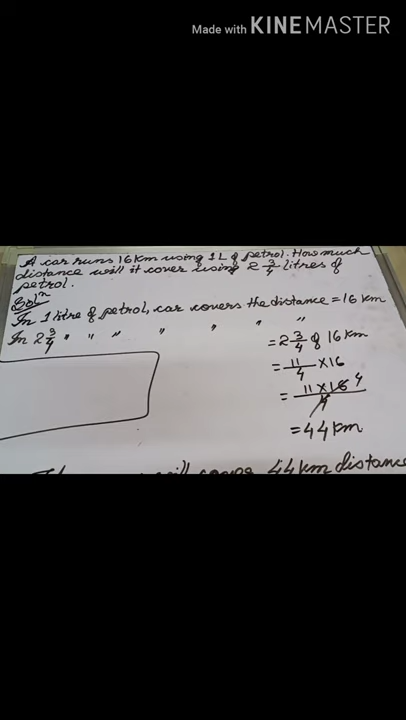 Made with KINEMASTER
A car runs 16 km using 1 L of petrol. How much
distance will it cover using 2 3/4 litres of
petrol.
Solⁿ
In 1 litre of petrol, car covers the distance = 16 km
In 2 3/4 " " " " " " "
= 2 3/4 of 16 km
= 11/4 × 16
= 11 × 16 4 / 4
= 44 km.
will cover 44 km distance